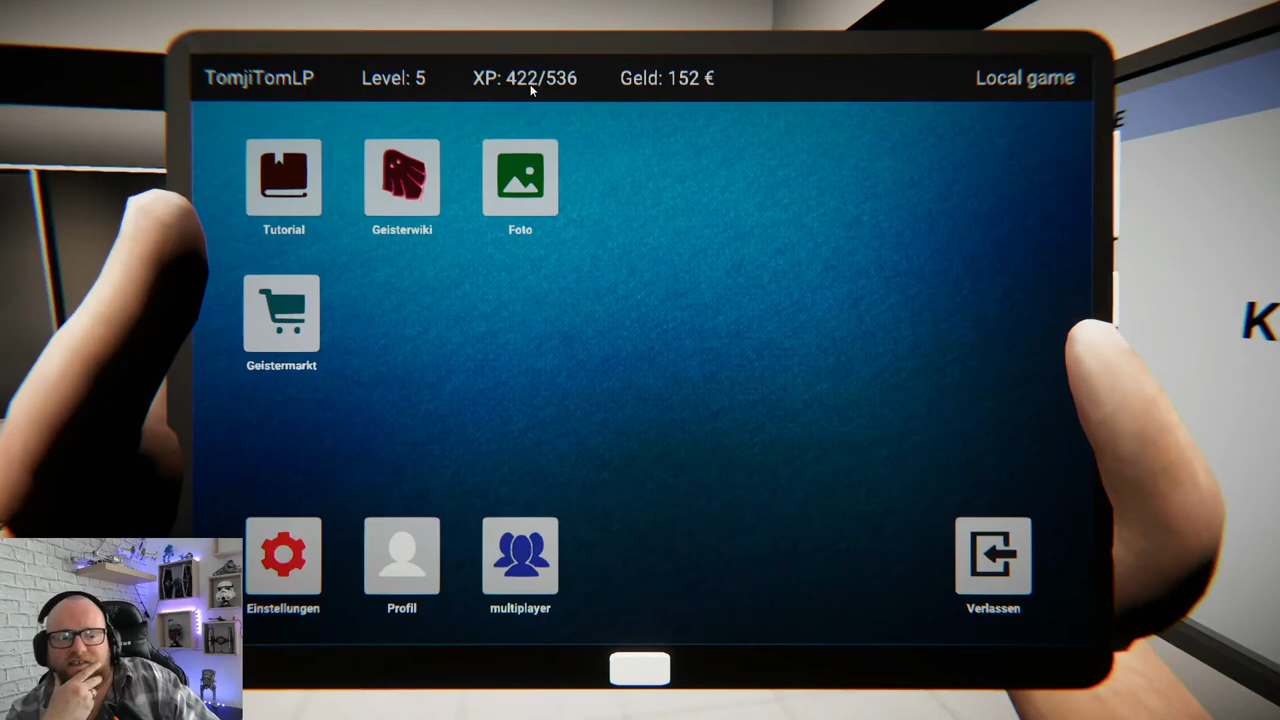 TomjiTomLP Level: 5 XP: 422/536 Geld: 152 € Local game
Tutorial Geisterwiki Foto
Geistermarkt
K
Einstellungen Profil multiplayer Verlassen